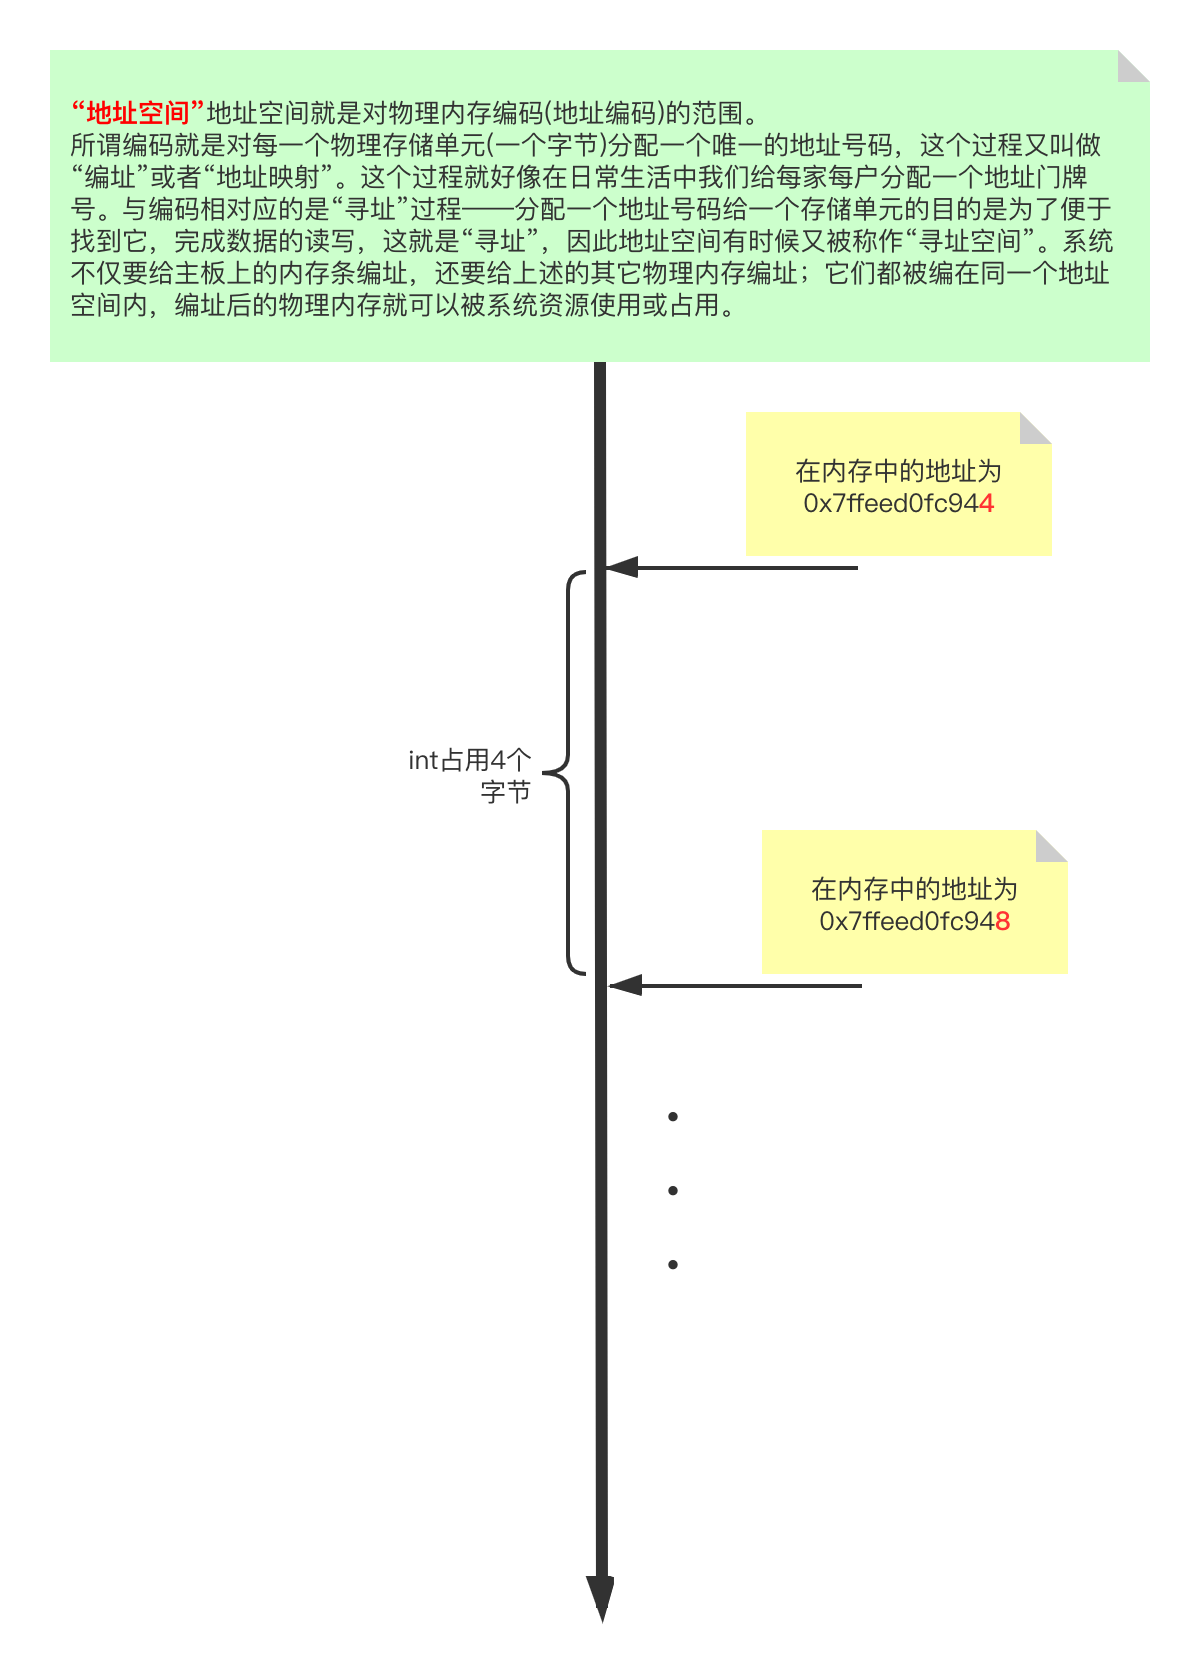 “地址空间”地址空间就是对物理内存编码(地址编码)的范围。
所谓编码就是对每一个物理存储单元(一个字节)分配一个唯一的地址号码，这个过程又叫做
“编址”或者“地址映射”。这个过程就好像在日常生活中我们给每家每户分配一个地址门牌
号。与编码相对应的是“寻址”过程——分配一个地址号码给一个存储单元的目的是为了便于
找到它，完成数据的读写，这就是“寻址”，因此地址空间有时候又被称作“寻址空间”。系统
不仅要给主板上的内存条编址，还要给上述的其它物理内存编址；它们都被编在同一个地址
空间内，编址后的物理内存就可以被系统资源使用或占用。
在内存中的地址为
0x7ffeed0fc944
int占用4个
字节
在内存中的地址为
0x7ffeed0fc948